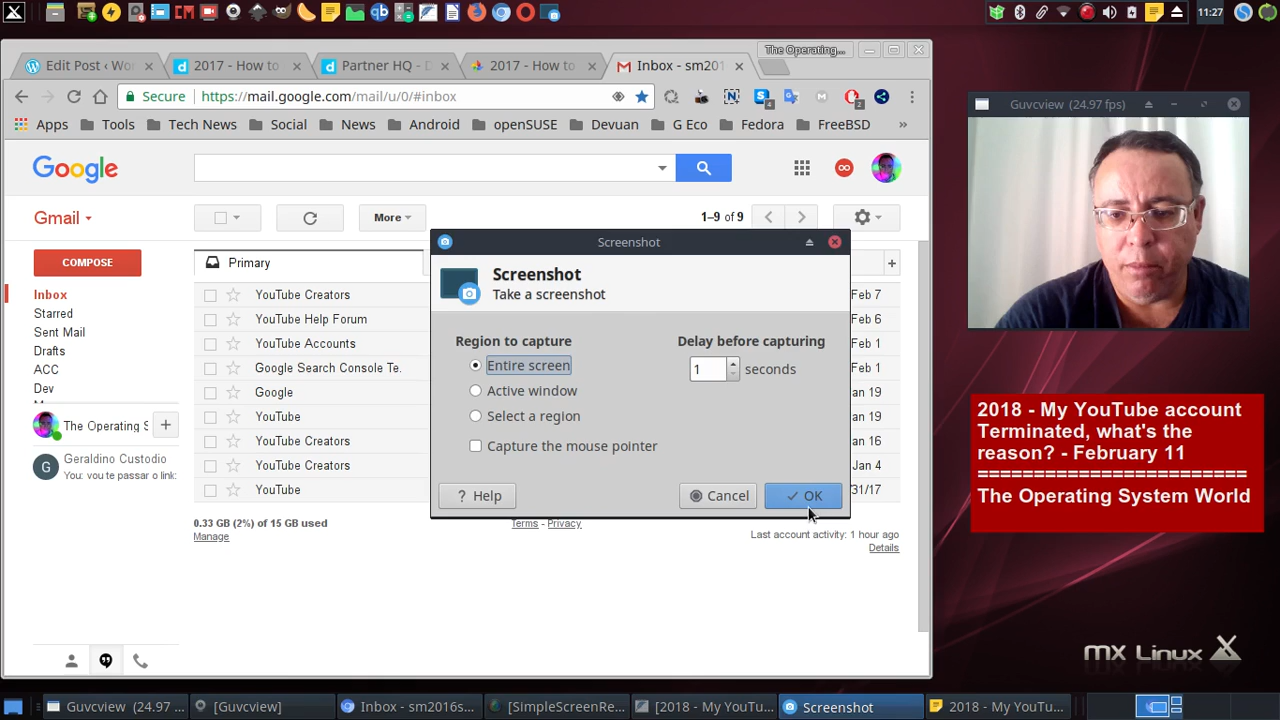 11:27
The Operating...
Edit Post ‹ Wor
2017 - How to
Partner HQ - D
2017 - How to
Inbox - sm201
Secure
https://mail.google.com/mail/u/0/#inbox
4
2
Apps
Tools
Tech News
Social
News
Android
openSUSE
Devuan
G Eco
Fedora
FreeBSD
»
Google
Gmail
More
1–9 of 9
COMPOSE
Inbox
Starred
Sent Mail
Drafts
ACC
Dev
The Operating S
G
Geraldino Custodio
You: vou te passar o link:
Primary
+
YouTube Creators
Feb 7
YouTube Help Forum
Feb 6
YouTube Accounts
Feb 1
Google Search Console Te.
Feb 1
Google
an 19
YouTube
an 19
YouTube Creators
an 16
YouTube Creators
Jan 4
YouTube
/31/17
0.33 GB (2%) of 15 GB used
Manage
Terms - Privacy
Last account activity: 1 hour ago
Details
Screenshot
Screenshot
Take a screenshot
Region to capture
Entire screen
Active window
Select a region
Capture the mouse pointer
Delay before capturing
1 seconds
? Help
Cancel
OK
Guvcview (24.97 fps)
2018 - My YouTube account
Terminated, what's the
reason? - February 11
=========================
The Operating System World
MX Linux
Guvcview (24.97 ...
[Guvcview]
Inbox - sm2016s...
[SimpleScreenRe...
[2018 - My YouTu...
Screenshot
2018 - My YouTu...